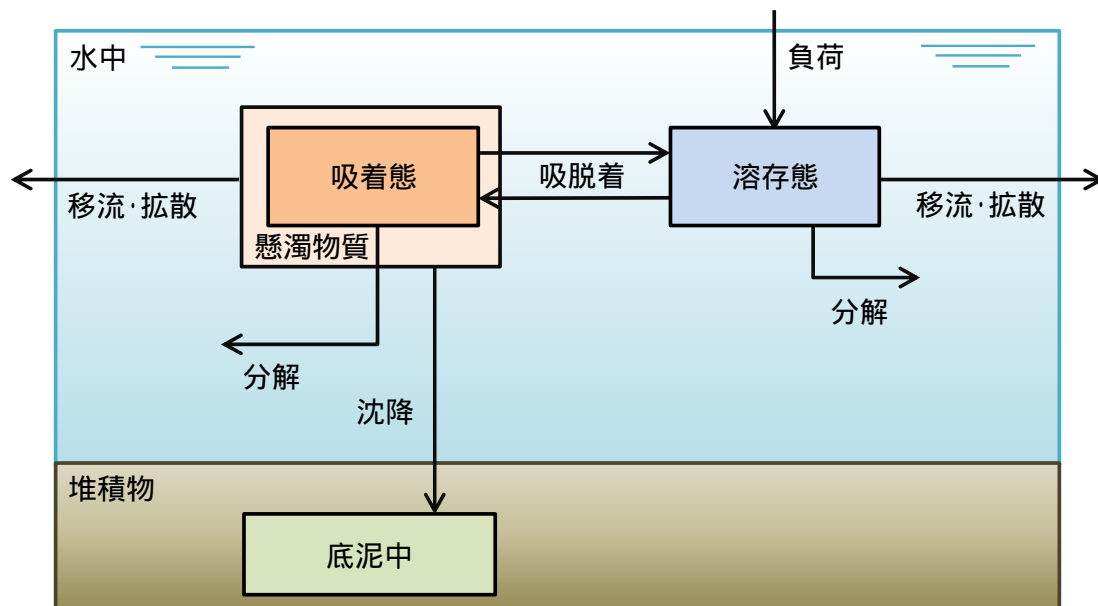 水中
負荷
吸着態
吸脱着
溶存態
移流・拡散
移流・拡散
懸濁物質
分解
分解
沈降
堆積物
底泥中